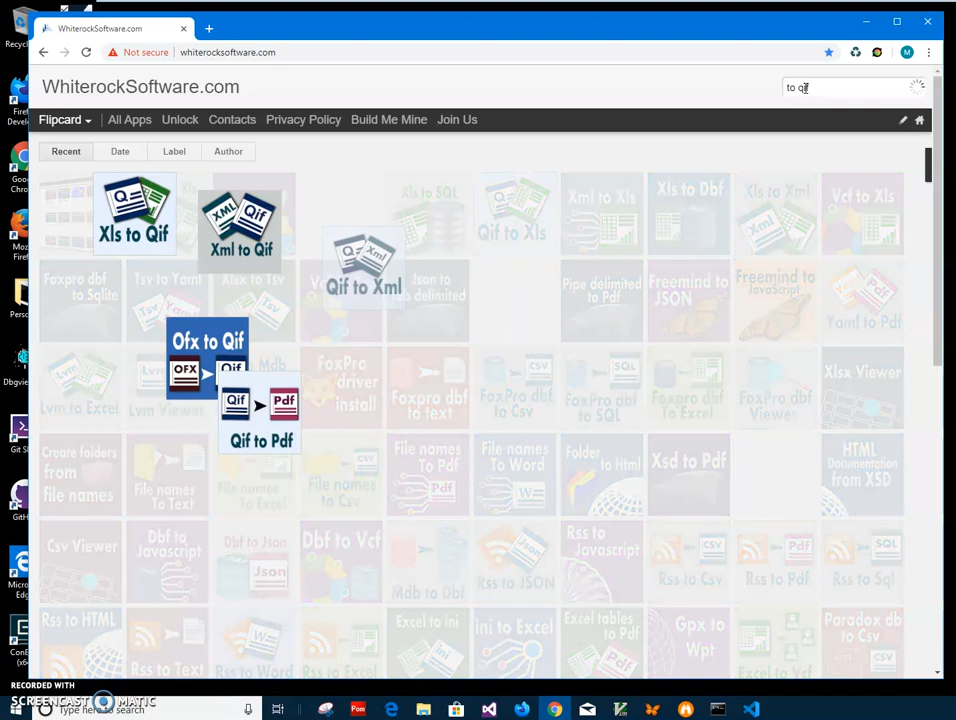 WhiterockSoftware.com
Not secure whiterocksoftware.com
WhiterockSoftware.com
to qif
Flipcard All Apps Unlock Contacts Privacy Policy Build Me Mine Join Us
Recent Date Label Author
Xls to Qif
Xml to Qif
Qif to Xml
Xls to SQL
Qif to Xls
Xml to Xls
Xls to Dbf
Xls to Xml
Vcf to Xls
Foxpro dbf to Sqlite
Tsv to Yaml
Xlsx to Tsv
Pipe delimited to Pdf
Freemind to JSON
Freemind to JavaScript
Yaml to Pdf
Ofx to Qif
OFX Qif
Qif Pdf
Qif to Pdf
Lvm to Excel
Lvm Viewer
Mdb
FoxPro driver install
Foxpro dbf to text
FoxPro dbf to Csv
FoxPro dbf to SQL
FoxPro dbf Viewer
Xlsx Viewer
Create folders from file names
File names To Text
File names To Excel
File names to Csv
File names To Pdf
File names To Word
Folder to Html
Xsd to Pdf
HTML Documentation from XSD
Csv Viewer
Dbf to Javascript
Dbf to Json
Dbf to Vcf
Mdb to Dbf
Rss to JSON
Rss to Javascript
Rss to Csv
Rss to Pdf
Rss to Sql
Rss to HTML
Rss to Text
Rss to Word
Excel to ini
ini to Excel
Excel tables to Pdf
Gpx to Wpt
Excel to Vcf
Paradox db to Csv
RECORDED WITH
SCREENCAST MATIC
Type here to search